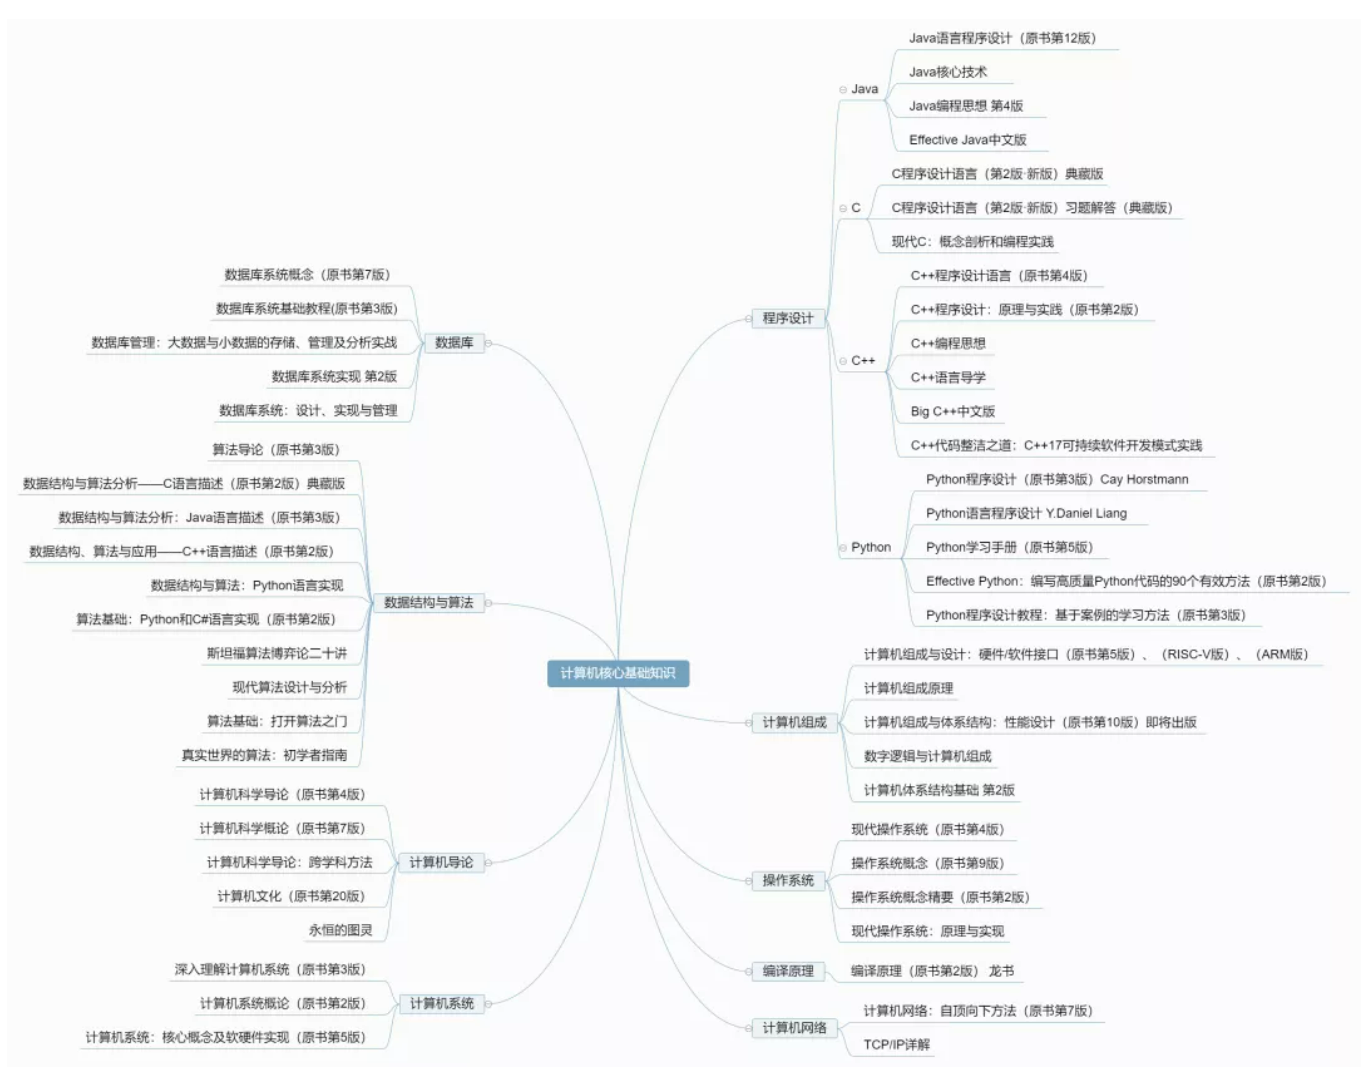 计算机核心基础知识
程序设计
Java
Java语言程序设计（原书第12版）
Java核心技术
Java编程思想 第4版
Effective Java中文版
C
C程序设计语言（第2版·新版）典藏版
C程序设计语言（第2版·新版）习题解答（典藏版）
现代C：概念剖析和编程实践
C++
C++程序设计语言（原书第4版）
C++程序设计：原理与实践（原书第2版）
C++编程思想
C++语言导学
Big C++中文版
C++代码整洁之道：C++17可持续软件开发模式实践
Python
Python程序设计（原书第3版）Cay Horstmann
Python语言程序设计 Y.Daniel Liang
Python学习手册（原书第5版）
Effective Python：编写高质量Python代码的90个有效方法（原书第2版）
Python程序设计教程：基于案例的学习方法（原书第3版）
计算机组成
计算机组成与设计：硬件/软件接口（原书第5版）、（RISC-V版）、（ARM版）
计算机组成原理
计算机组成与体系结构：性能设计（原书第10版）即将出版
数字逻辑与计算机组成
计算机体系结构基础 第2版
操作系统
现代操作系统（原书第4版）
操作系统概念（原书第9版）
操作系统概念精要（原书第2版）
现代操作系统：原理与实现
编译原理
编译原理（原书第2版） 龙书
计算机网络
计算机网络：自顶向下方法（原书第7版）
TCP/IP详解
数据库
数据库系统概念（原书第7版）
数据库系统基础教程(原书第3版)
数据库管理：大数据与小数据的存储、管理及分析实战
数据库系统实现 第2版
数据库系统：设计、实现与管理
数据结构与算法
算法导论（原书第3版）
数据结构与算法分析——C语言描述（原书第2版）典藏版
数据结构与算法分析：Java语言描述（原书第3版）
数据结构、算法与应用——C++语言描述（原书第2版）
数据结构与算法：Python语言实现
算法基础：Python和C#语言实现（原书第2版）
斯坦福算法博弈论二十讲
现代算法设计与分析
算法基础：打开算法之门
真实世界的算法：初学者指南
计算机导论
计算机科学导论（原书第4版）
计算机科学概论（原书第7版）
计算机科学导论：跨学科方法
计算机文化（原书第20版）
永恒的图灵
计算机系统
深入理解计算机系统（原书第3版）
计算机系统概论（原书第2版）
计算机系统：核心概念及软硬件实现（原书第5版）